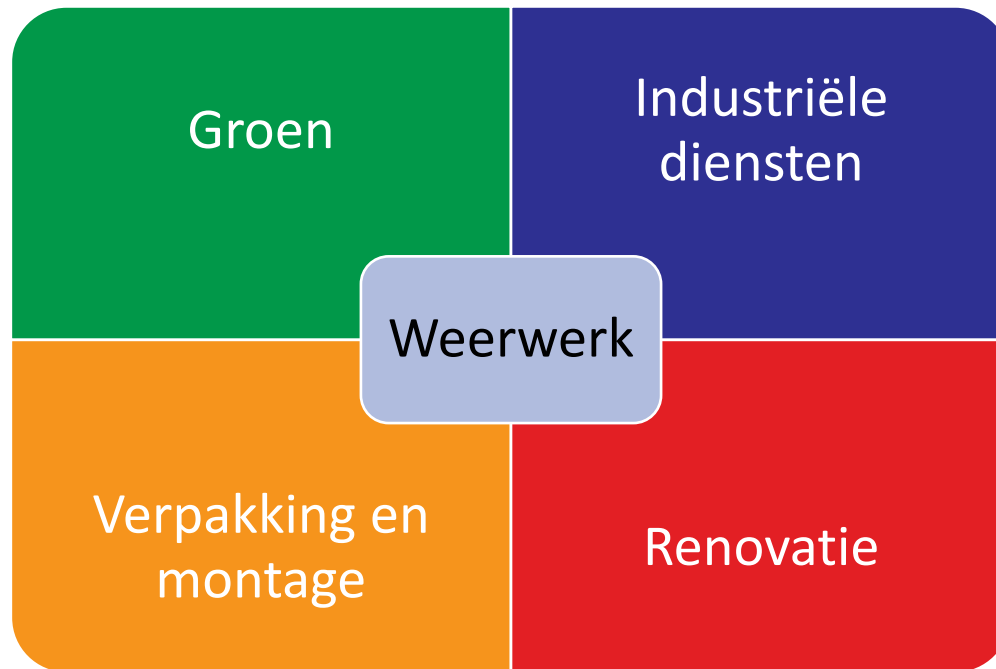 Groen
Industriële
diensten
Weerwerk
Verpakking en
montage
Renovatie